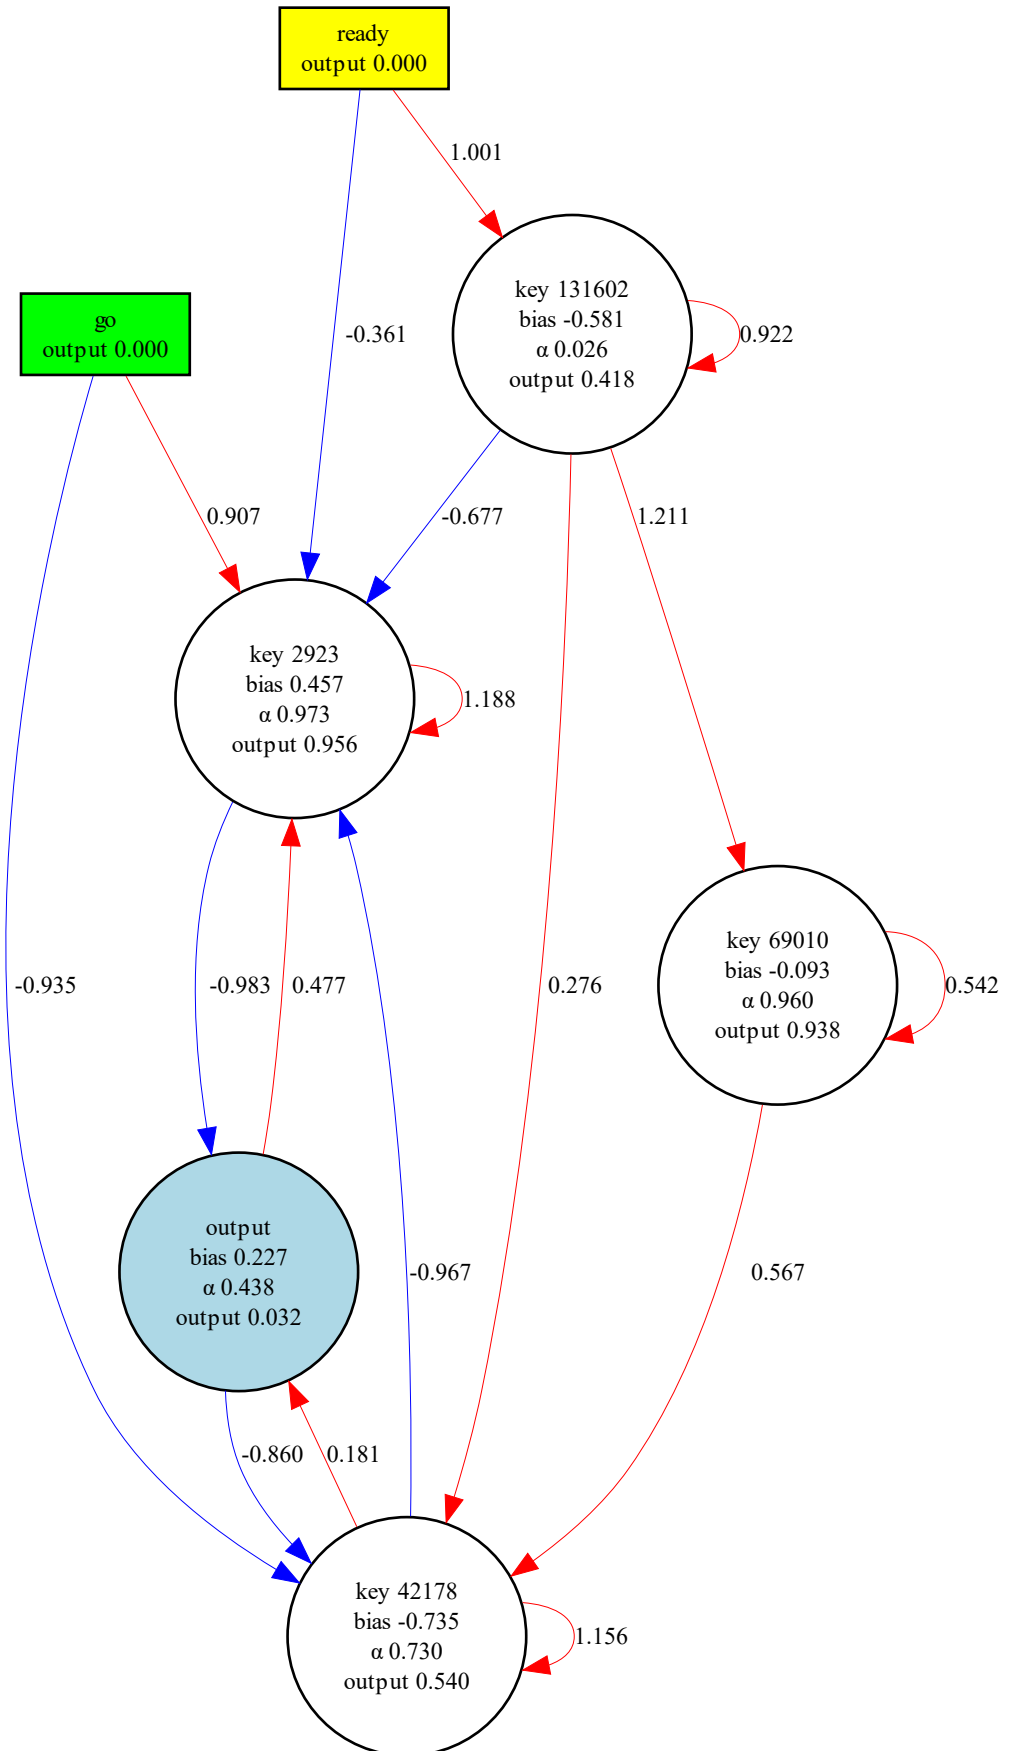 ready
output 0.000
1.001
key 131602
bias -0.581
α 0.026
output 0.418
0.922
go
output 0.000
-0.361
0.907
-0.677
1.211
key 2923
bias 0.457
α 0.973
output 0.956
1.188
key 69010
bias -0.093
α 0.960
output 0.938
-0.935
-0.983
0.477
0.276
0.542
output
bias 0.227
α 0.438
output 0.032
-0.967
0.567
-0.860
0.181
key 42178
bias -0.735
α 0.730
output 0.540
1.156